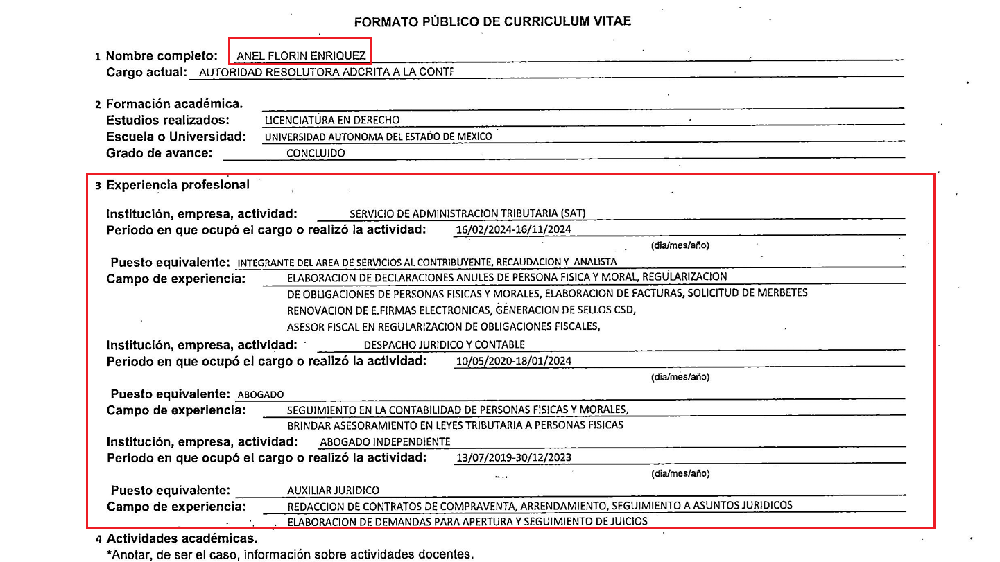 FORMATO PÚBLICO DE CURRICULUM VITAE
1 Nombre completo: ANEL FLORIN ENRIQUEZ
Cargo actual: AUTORIDAD RESOLUTORA ADCRITA A LA CONTF
2 Formación académica.
Estudios realizados: LICENCIATURA EN DERECHO
Escuela o Universidad: UNIVERSIDAD AUTONOMA DEL ESTADO DE MEXICO
Grado de avance: CONCLUIDO
3 Experiencia profesional
Institución, empresa, actividad: SERVICIO DE ADMINISTRACION TRIBUTARIA (SAT)
Periodo en que ocupó el cargo o realizó la actividad: 16/02/2024-16/11/2024
(dia/mes/año)
Puesto equivalente: INTEGRANTE DEL AREA DE SERVICIOS AL CONTRIBUYENTE, RECAUDACION Y ANALISTA
Campo de experiencia: ELABORACION DE DECLARACIONES ANULES DE PERSONA FISICA Y MORAL, REGULARIZACION
DE OBLIGACIONES DE PERSONAS FISICAS Y MORALES, ELABORACION DE FACTURAS, SOLICITUD DE MERBETES
RENOVACION DE E.FIRMAS ELECTRONICAS, GENERACION DE SELLOS CSD,
ASESOR FISCAL EN REGULARIZACION DE OBLIGACIONES FISCALES,
Institución, empresa, actividad: DESPACHO JURIDICO Y CONTABLE
Periodo en que ocupó el cargo o realizó la actividad: 10/05/2020-18/01/2024
(dia/mes/año)
Puesto equivalente: ABOGADO
Campo de experiencia: SEGUIMIENTO EN LA CONTABILIDAD DE PERSONAS FISICAS Y MORALES,
BRINDAR ASESORAMIENTO EN LEYES TRIBUTARIA A PERSONAS FISICAS
Institución, empresa, actividad: ABOGADO INDEPENDIENTE
Periodo en que ocupó el cargo o realizó la actividad: 13/07/2019-30/12/2023
(dia/mes/año)
Puesto equivalente: AUXILIAR JURIDICO
Campo de experiencia: REDACCION DE CONTRATOS DE COMPRAVENTA, ARRENDAMIENTO, SEGUIMIENTO A ASUNTOS JURIDICOS
ELABORACION DE DEMANDAS PARA APERTURA Y SEGUIMIENTO DE JUICIOS
4 Actividades académicas.
*Anotar, de ser el caso, información sobre actividades docentes.